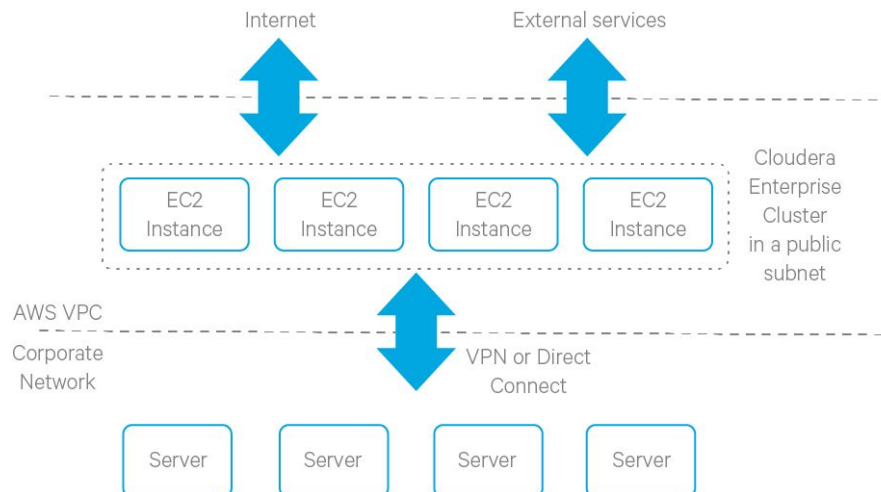 Internet
External services
EC2
Instance
EC2
Instance
EC2
Instance
EC2
Instance
Cloudera
Enterprise
Cluster
in a public
subnet
AWS VPC
Corporate
Network
VPN or Direct
Connect
Server
Server
Server
Server